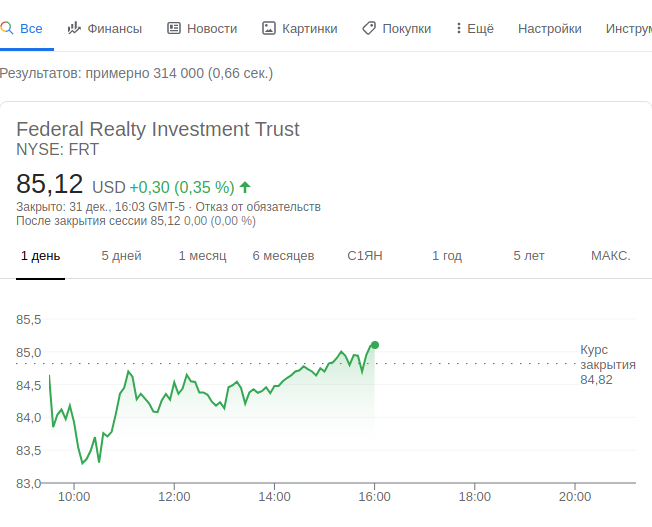 Все Финансы Новости Картинки Покупки Ещё Настройки Инструм
Результатов: примерно 314 000 (0,66 сек.)
Federal Realty Investment Trust
NYSE: FRT
85,12 USD +0,30 (0,35 %)
Закрыто: 31 дек., 16:03 GMT-5 · Отказ от обязательств
После закрытия сессии 85,12 0,00 (0,00 %)
1 день 5 дней 1 месяц 6 месяцев С1ЯН 1 год 5 лет МАКС.
85,5
85,0
84,5
84,0
83,5
83,0
Курс
закрытия
84,82
10:00 12:00 14:00 16:00 18:00 20:00